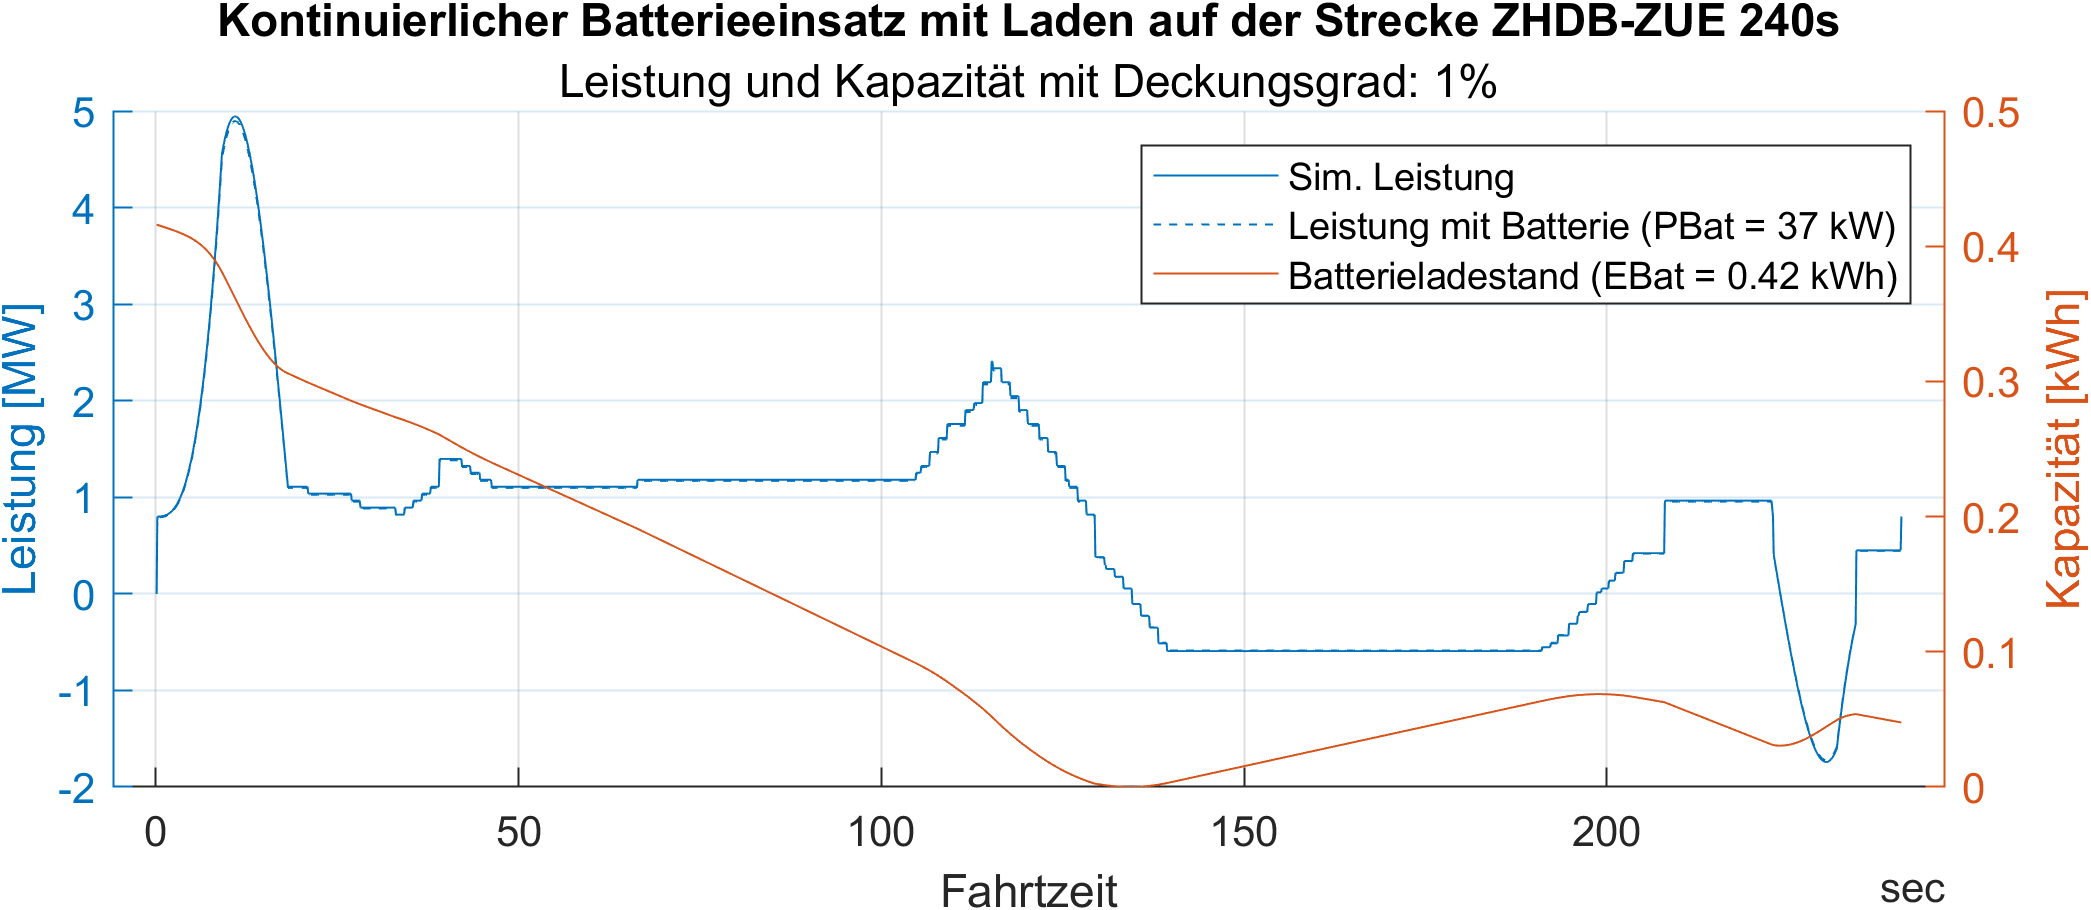 Kontinuierlicher Batterieeinsatz mit Laden auf der Strecke ZHDB-ZUE 240s
Leistung und Kapazität mit Deckungsgrad: 1%
Leistung [MW]
5
4
3
2
1
0
-1
-2
Sim. Leistung
Leistung mit Batterie (PBat = 37 kW)
Batterieladestand (EBat = 0.42 kWh)
0.5
0.4
0.3
0.2
0.1
0
Kapazität [kWh]
0 50 100 150 200
Fahrtzeit
sec